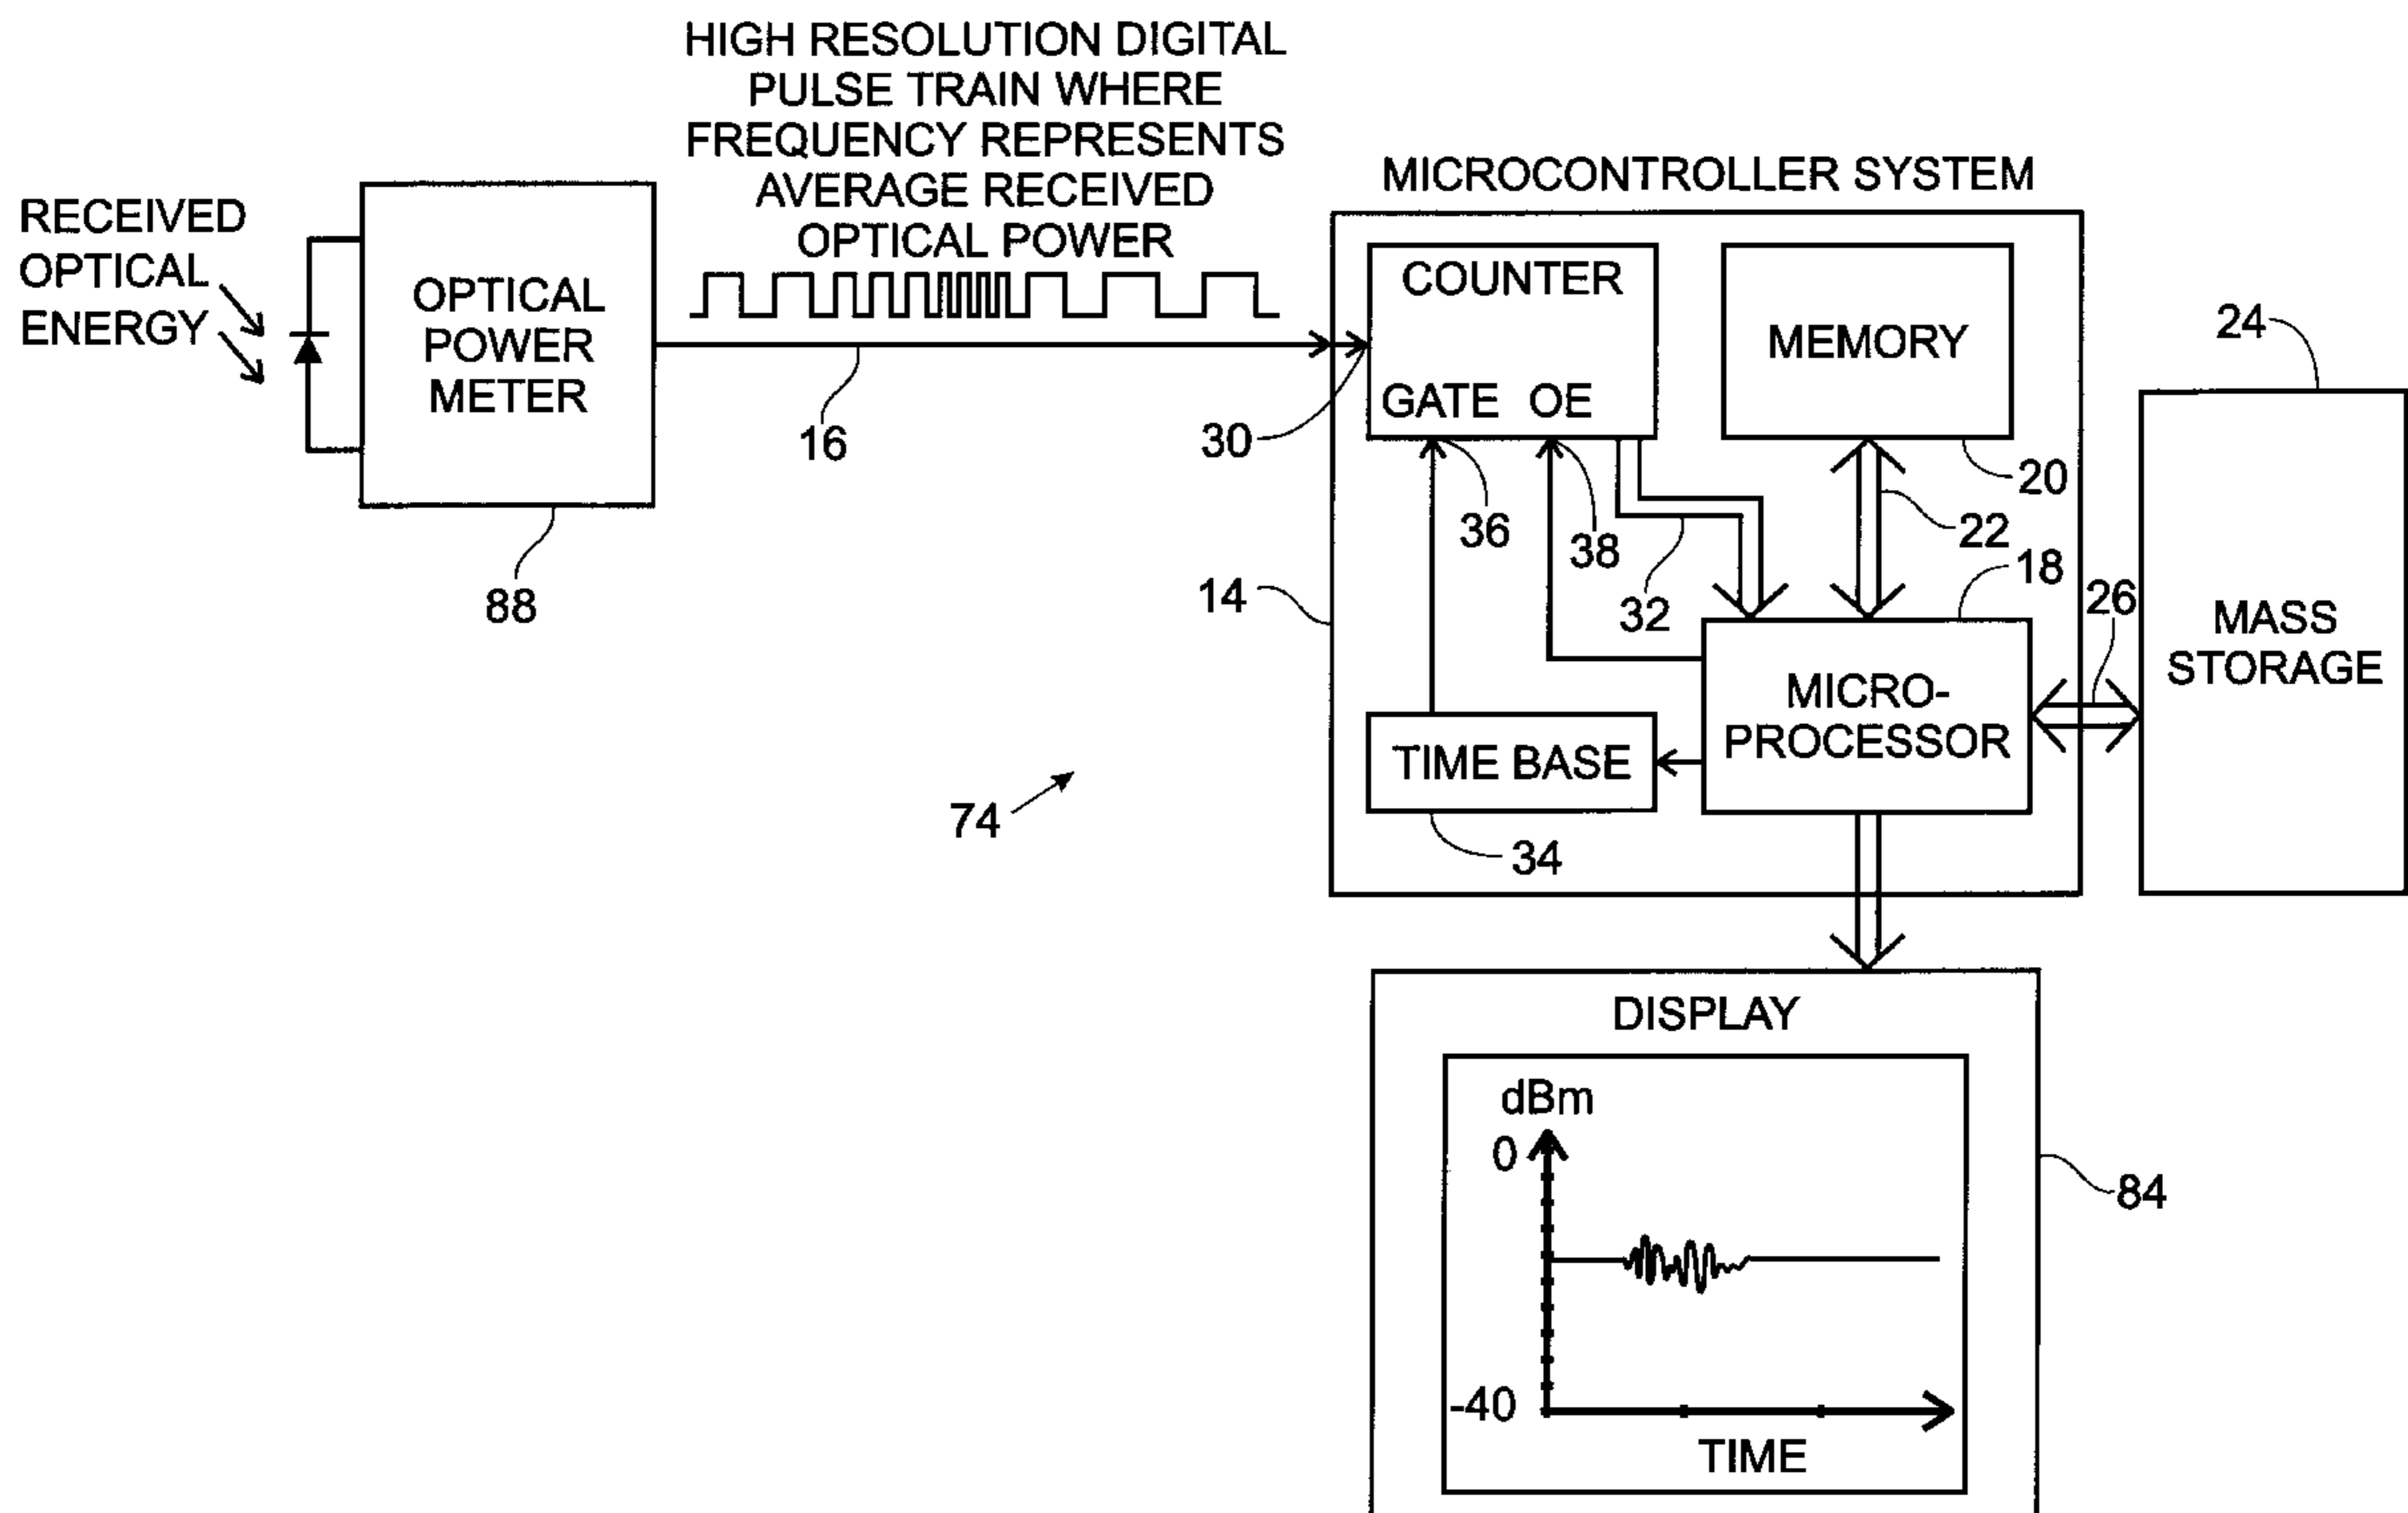 HIGH RESOLUTION DIGITAL
PULSE TRAIN WHERE
FREQUENCY REPRESENTS
AVERAGE RECEIVED
OPTICAL POWER
RECEIVED
OPTICAL
ENERGY
OPTICAL
POWER
METER
88
16
74
MICROCONTROLLER SYSTEM
COUNTER
GATE OE
30
36
38
32
14
MEMORY
20
22
18
MICRO-
PROCESSOR
TIME BASE
34
24
26
MASS
STORAGE
DISPLAY
dBm
0
-40
TIME
84